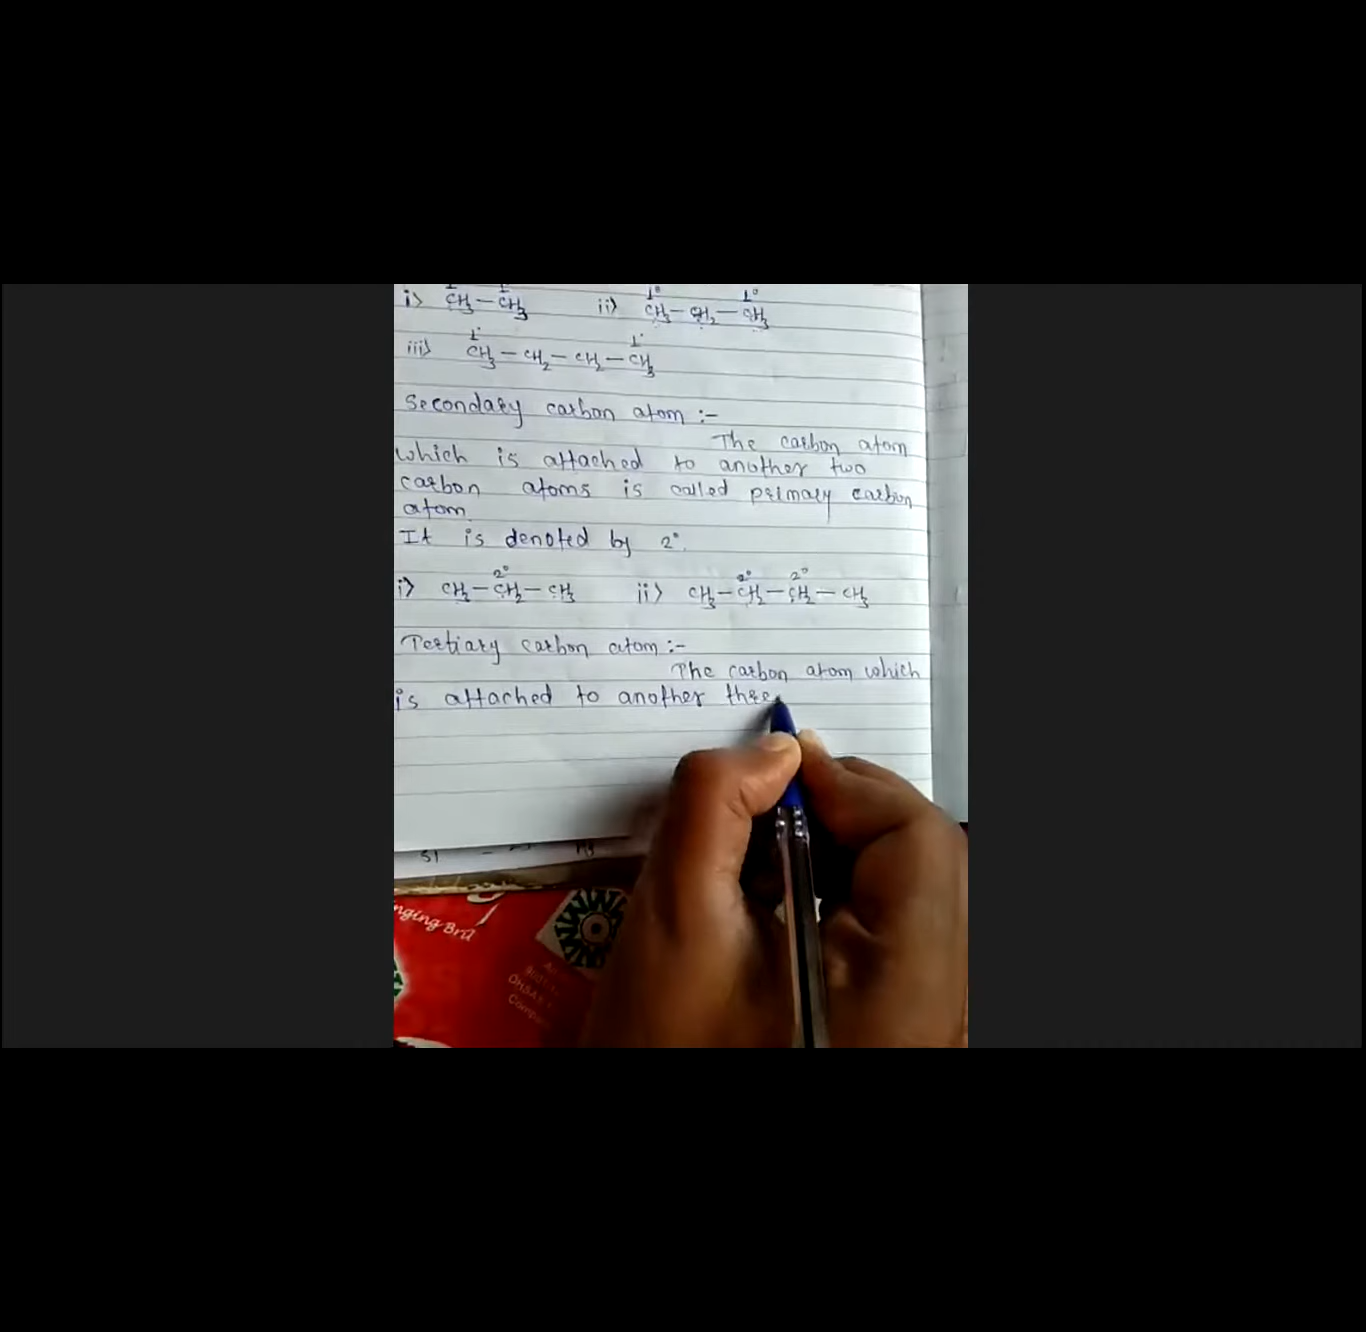 i> CH3 – CH3 ii) CH3 – CH2 – CH3
1° 1°
iii) CH3 – CH2 – CH2 – CH3
Secondary carbon atom :-
The carbon atom
which is attached to another two
carbon atoms is called primary carbon
atom.
It is denoted by 2°.
2° 2° 2°
i> CH3 – CH2 – CH3 ii) CH3 – CH2 – CH2 – CH3
Tertiary carbon atom :-
The carbon atom which
is attached to another three
51
nging Bril